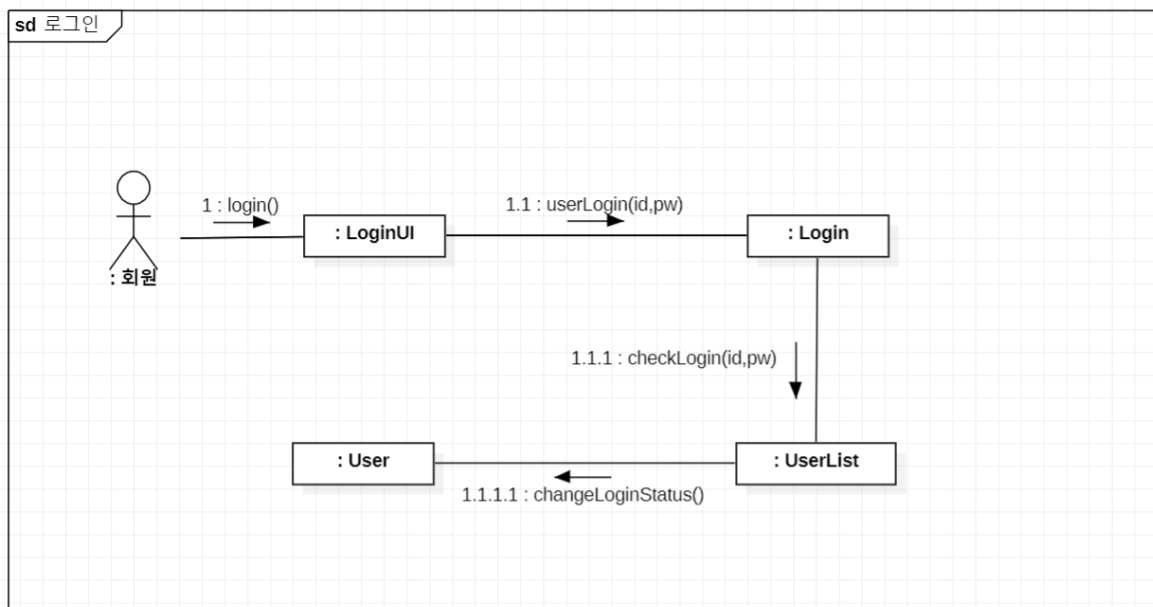 sd 로그인
1 : login()
1.1 : userLogin(id,pw)
: LoginUI
: Login
: 회원
1.1.1 : checkLogin(id,pw)
: User
: UserList
1.1.1.1 : changeLoginStatus()